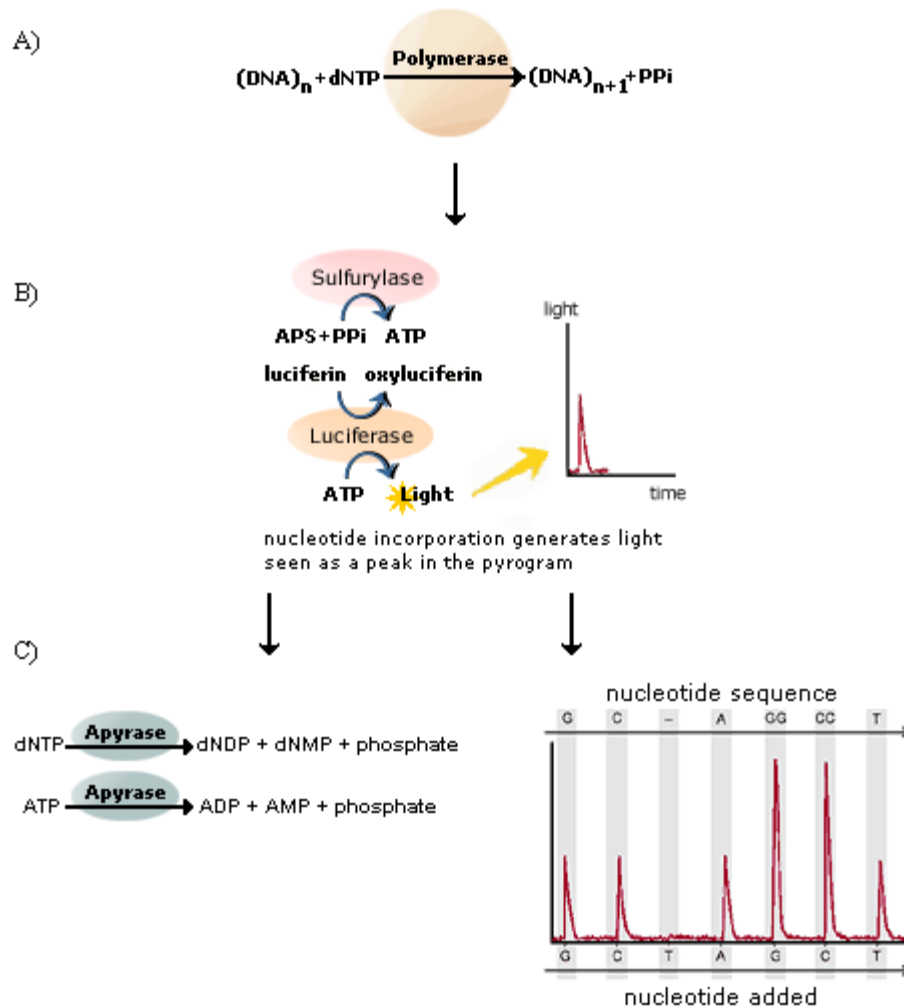 A)
Polymerase
(DNA)n + dNTP (DNA)n+1 + PPi
B)
Sulfurylase
APS + PPi ATP
luciferin oxyluciferin
Luciferase
ATP Light
light
time
nucleotide incorporation generates light
seen as a peak in the pyrogram
C)
Apyrase
dNTP dNDP + dNMP + phosphate
Apyrase
ATP ADP + AMP + phosphate
nucleotide sequence
G C – A GG CC T
G C T A G C T
nucleotide added